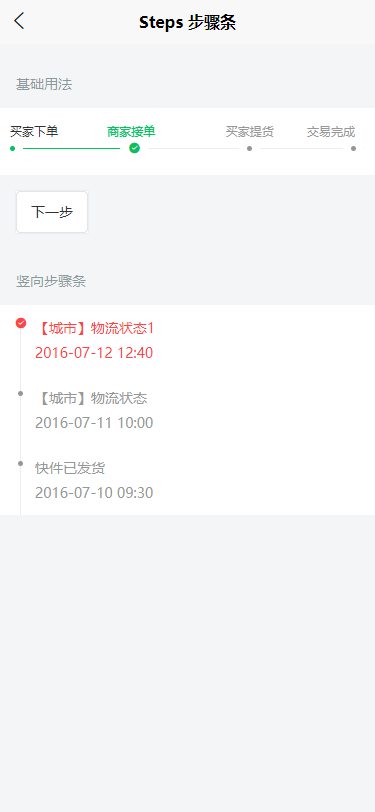 Steps 步骤条
基础用法
买家下单 商家接单 买家提货 交易完成
下一步
竖向步骤条
【城市】物流状态1
2016-07-12 12:40
【城市】物流状态
2016-07-11 10:00
快件已发货
2016-07-10 09:30